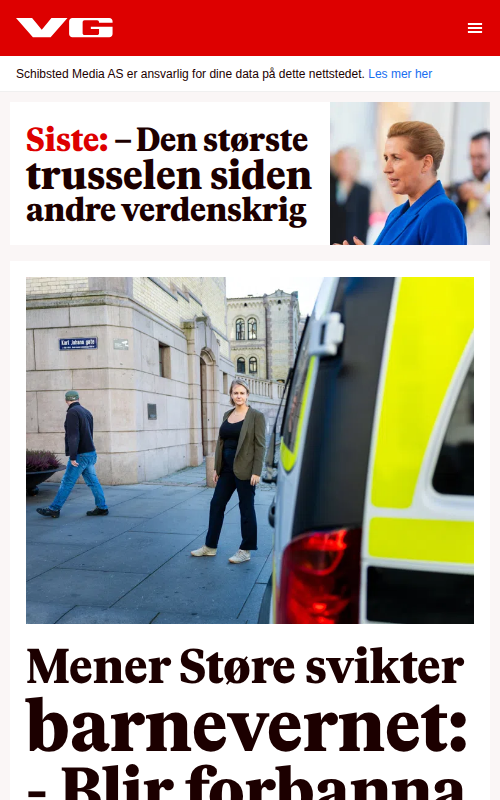 VG
Schibsted Media AS er ansvarlig for dine data på dette nettstedet. Les mer her
Siste: – Den største
trusselen siden
andre verdenskrig
Karl Johans gate
Mener Støre svikter
barnevernet:
- Blir forbanna